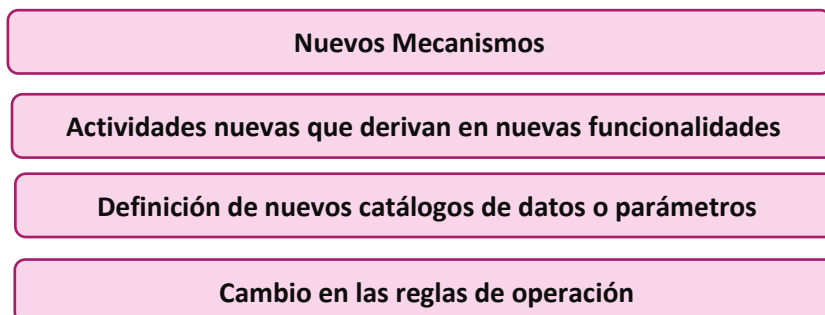 Nuevos Mecanismos
Actividades nuevas que derivan en nuevas funcionalidades
Definición de nuevos catálogos de datos o parámetros
Cambio en las reglas de operación